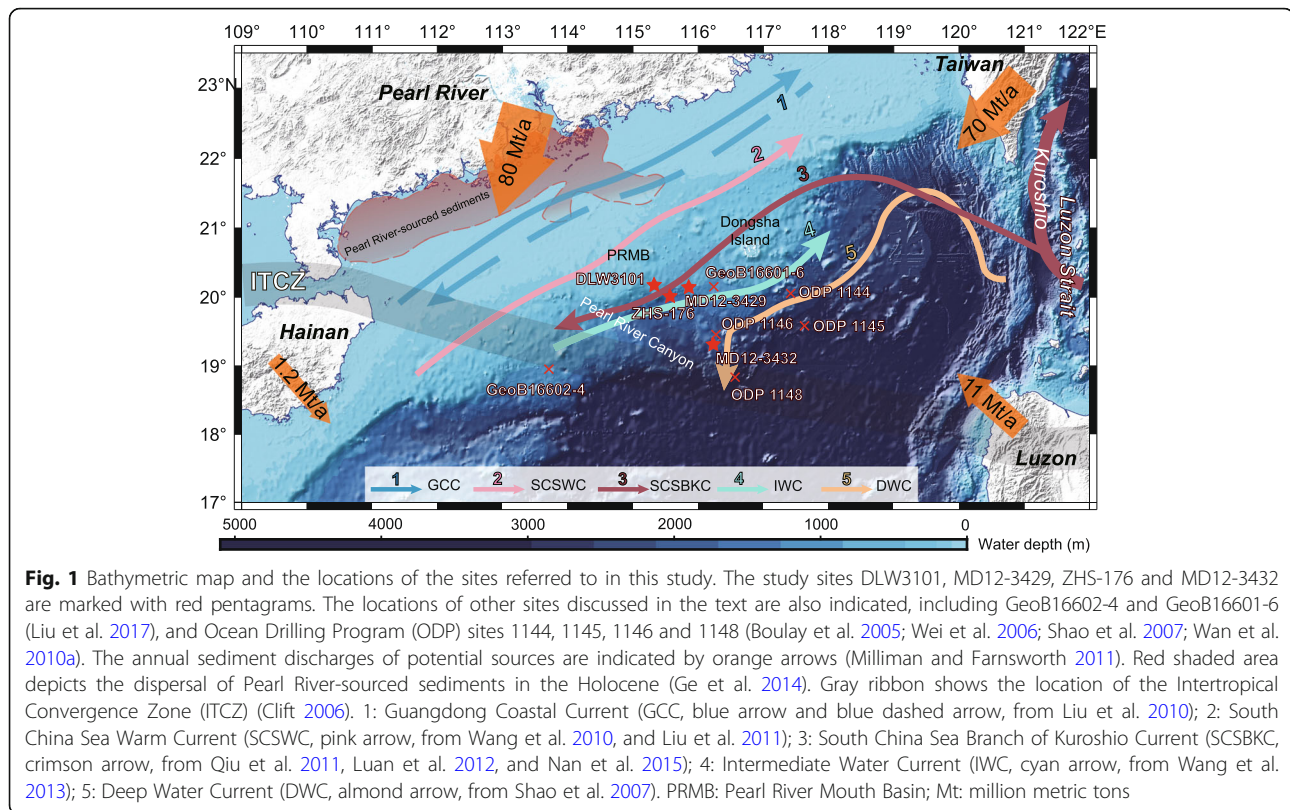 109° 110° 111° 112° 113° 114° 115° 116° 117° 118° 119° 120° 121° 122°E
23°N
22°
21°
20°
19°
18°
17°
Pearl River
Taiwan
80 Mt/a
70 Mt/a
1
2
3
4
5
Kuroshio
Luzon Strait
Pearl River-sourced sediments
Dongsha
Island
PRMB
ITCZ
DLW3101
GeoB16601-6
MD12-3429
ZHS-176
ODP 1144
Pearl River Canyon
ODP 1146
ODP 1145
MD12-3432
Hainan
GeoB16602-4
ODP 1148
1.2 Mt/a
11 Mt/a
Luzon
1 GCC 2 SCSWC 3 SCSBKC 4 IWC 5 DWC
5000 4000 3000 2000 1000 0
Water depth (m)
Fig. 1 Bathymetric map and the locations of the sites referred to in this study. The study sites DLW3101, MD12-3429, ZHS-176 and MD12-3432
are marked with red pentagrams. The locations of other sites discussed in the text are also indicated, including GeoB16602-4 and GeoB16601-6
(Liu et al. 2017), and Ocean Drilling Program (ODP) sites 1144, 1145, 1146 and 1148 (Boulay et al. 2005; Wei et al. 2006; Shao et al. 2007; Wan et al.
2010a). The annual sediment discharges of potential sources are indicated by orange arrows (Milliman and Farnsworth 2011). Red shaded area
depicts the dispersal of Pearl River-sourced sediments in the Holocene (Ge et al. 2014). Gray ribbon shows the location of the Intertropical
Convergence Zone (ITCZ) (Clift 2006). 1: Guangdong Coastal Current (GCC, blue arrow and blue dashed arrow, from Liu et al. 2010); 2: South
China Sea Warm Current (SCSWC, pink arrow, from Wang et al. 2010, and Liu et al. 2011); 3: South China Sea Branch of Kuroshio Current (SCSBKC,
crimson arrow, from Qiu et al. 2011, Luan et al. 2012, and Nan et al. 2015); 4: Intermediate Water Current (IWC, cyan arrow, from Wang et al.
2013); 5: Deep Water Current (DWC, almond arrow, from Shao et al. 2007). PRMB: Pearl River Mouth Basin; Mt: million metric tons